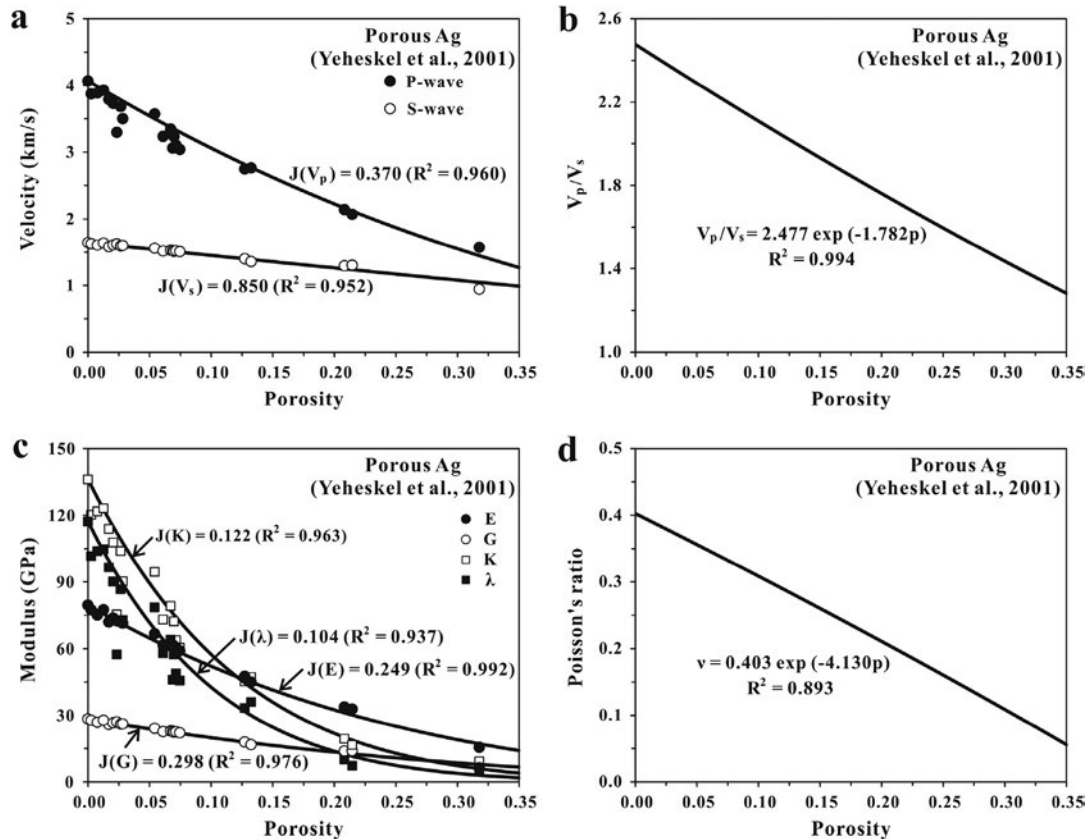 a
Porous Ag
(Yeheskel et al., 2001)
P-wave
S-wave
J(Vₚ) = 0.370 (R² = 0.960)
J(Vₛ) = 0.850 (R² = 0.952)
Velocity (km/s)
5
4
3
2
1
0
0.00 0.05 0.10 0.15 0.20 0.25 0.30 0.35
Porosity
b
Porous Ag
(Yeheskel et al., 2001)
Vₚ/Vₛ = 2.477 exp (-1.782p)
R² = 0.994
Vₚ/Vₛ
2.6
2.2
1.8
1.4
1.0
0.00 0.05 0.10 0.15 0.20 0.25 0.30 0.35
Porosity
c
Porous Ag
(Yeheskel et al., 2001)
E
G
K
λ
J(K) = 0.122 (R² = 0.963)
J(λ) = 0.104 (R² = 0.937)
J(E) = 0.249 (R² = 0.992)
J(G) = 0.298 (R² = 0.976)
Modulus (GPa)
150
120
90
60
30
0
0.00 0.05 0.10 0.15 0.20 0.25 0.30 0.35
Porosity
d
Porous Ag
(Yeheskel et al., 2001)
ν = 0.403 exp (-4.130p)
R² = 0.893
Poisson's ratio
0.5
0.4
0.3
0.2
0.1
0.0
0.00 0.05 0.10 0.15 0.20 0.25 0.30 0.35
Porosity